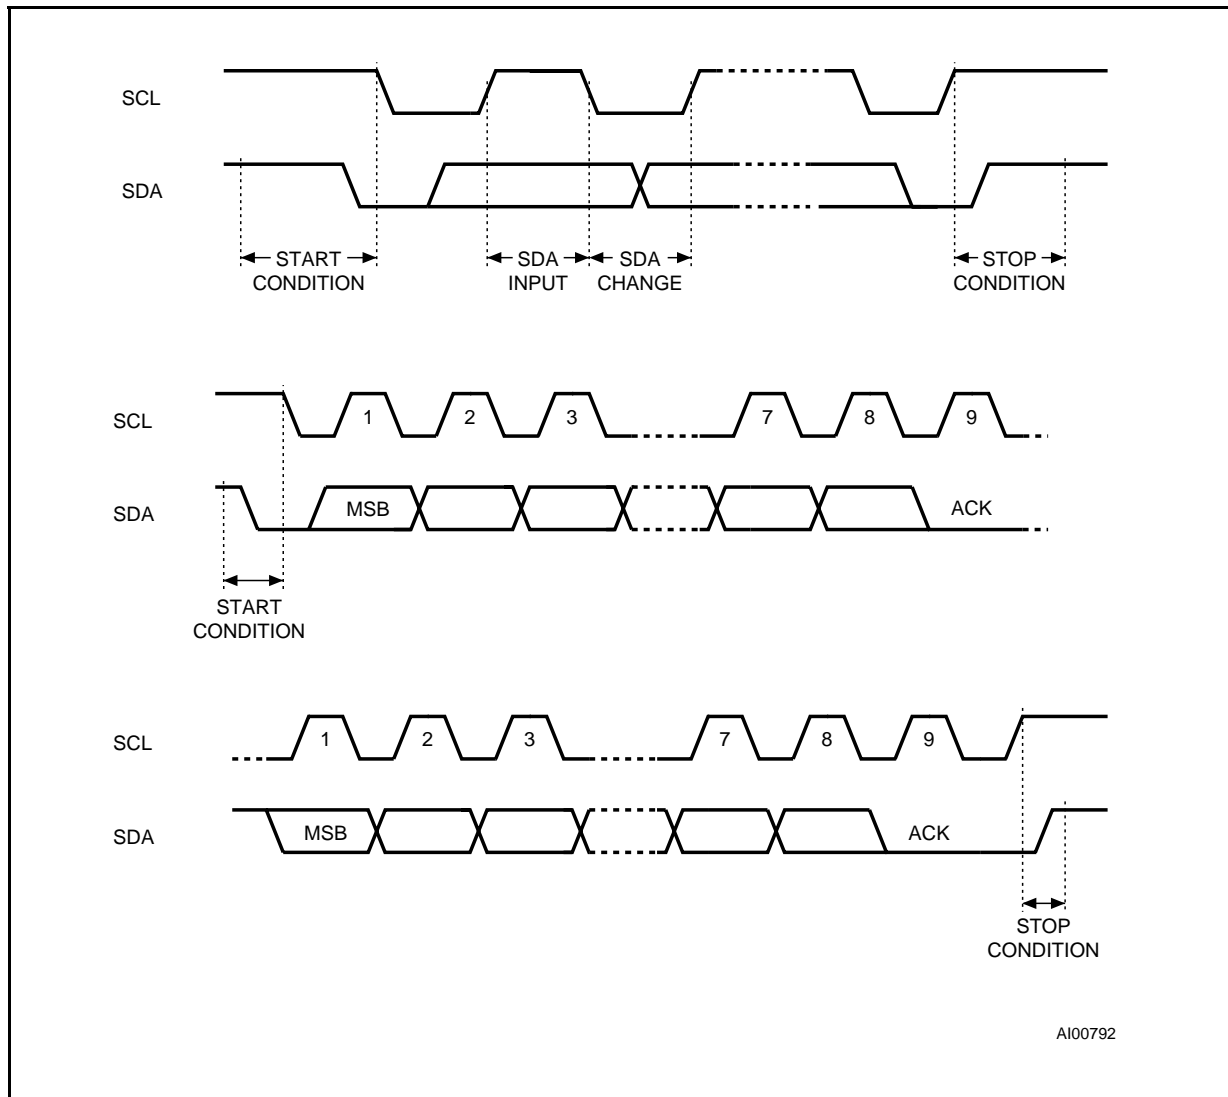 SCL
SDA
START
CONDITION
SDA
INPUT
SDA
CHANGE
STOP
CONDITION
SCL
1 2 3 7 8 9
SDA
MSB ACK
START
CONDITION
SCL
1 2 3 7 8 9
SDA
MSB ACK
STOP
CONDITION
AI00792